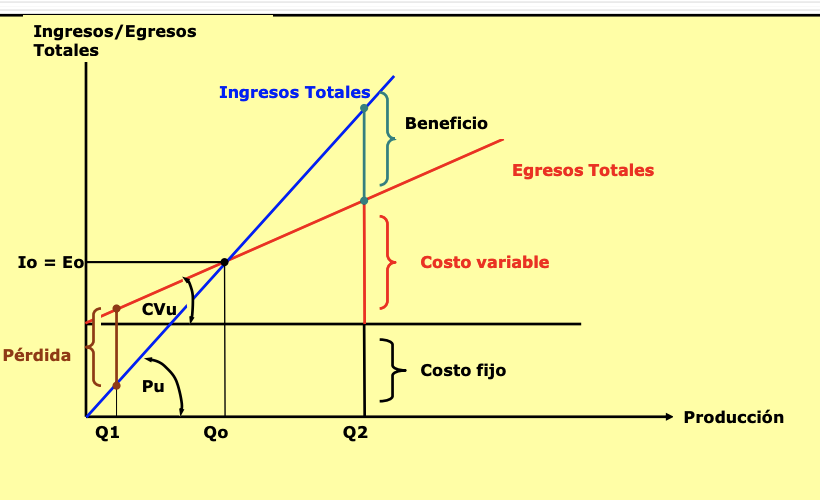 Ingresos/Egresos
Totales
Ingresos Totales
Beneficio
Egresos Totales
Io = Eo
Costo variable
CVu
Pérdida
Costo fijo
Pu
Producción
Q1
Qo
Q2